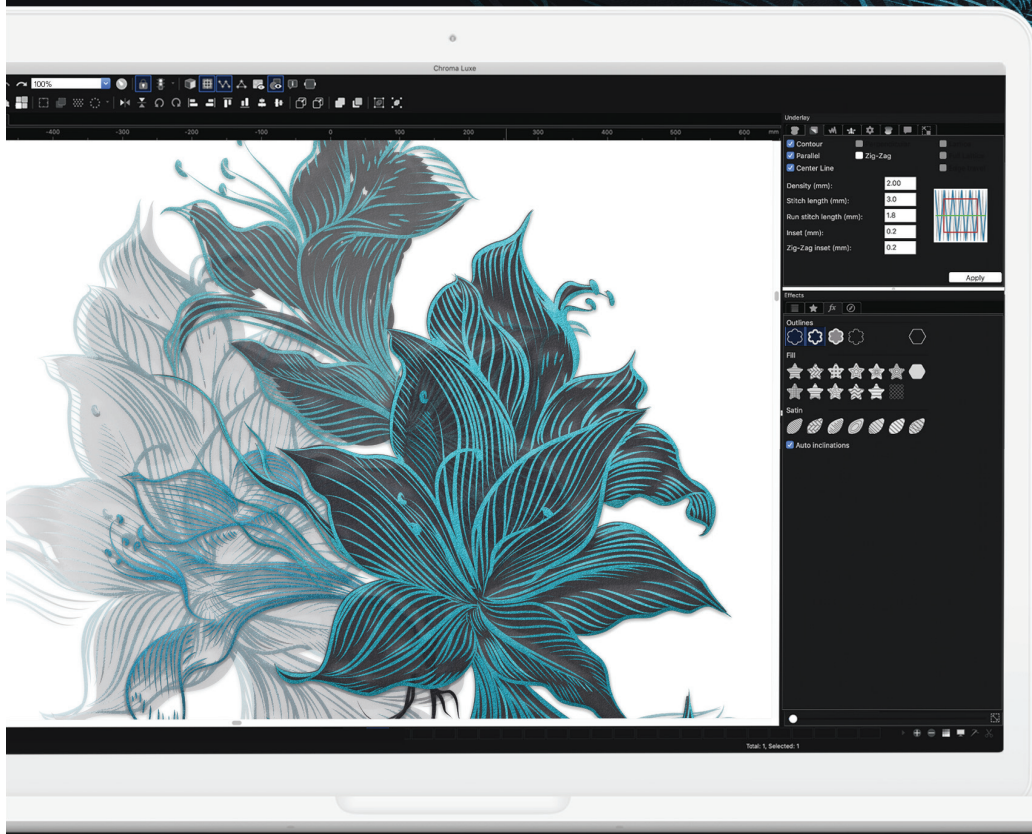 Chroma Luxe
100%
-400 -300 -200 -100 0 100 200 300 400 500 600 mm
Underlay
Contour
Parallel Zig-Zag
Center Line
Density (mm): 2.00
Stitch length (mm): 3.0
Run stitch length (mm): 1.8
Inset (mm): 0.2
Zig-Zag inset (mm): 0.2
Apply
Effects
fx
Outlines
Fill
Satin
Auto inclinations
Total: 1, Selected: 1